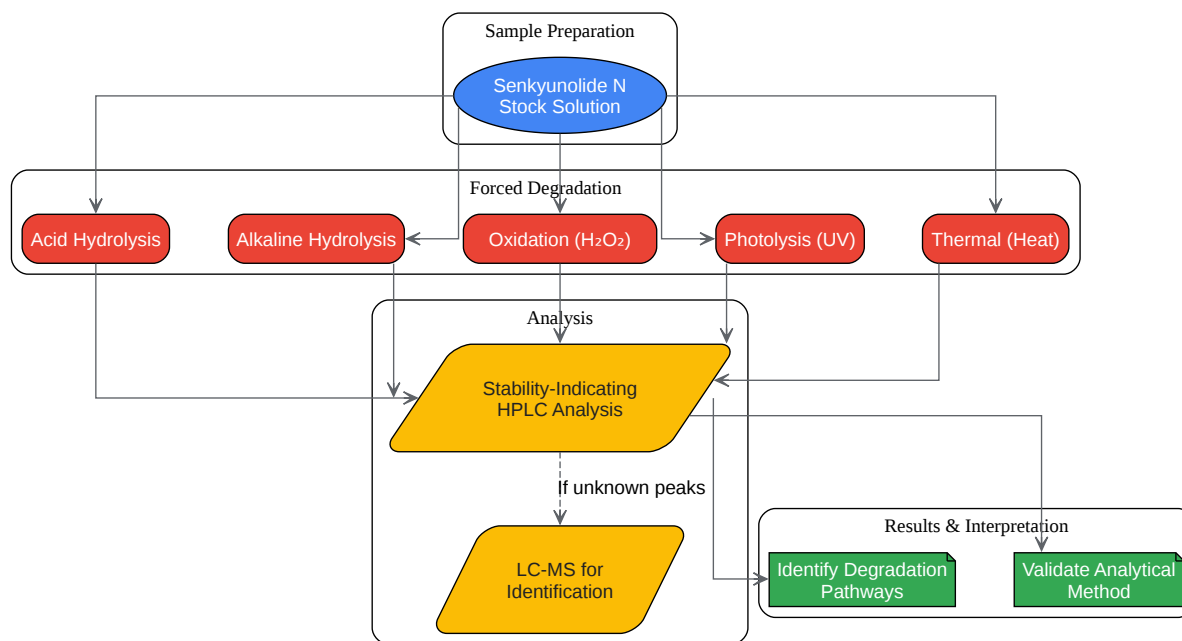 Sample Preparation
Senkyunolide N
Stock Solution
Forced Degradation
Acid Hydrolysis
Alkaline Hydrolysis
Oxidation (H₂O₂)
Photolysis (UV)
Thermal (Heat)
Analysis
Stability-Indicating
HPLC Analysis
If unknown peaks
LC-MS for
Identification
Results & Interpretation
Identify Degradation
Pathways
Validate Analytical
Method